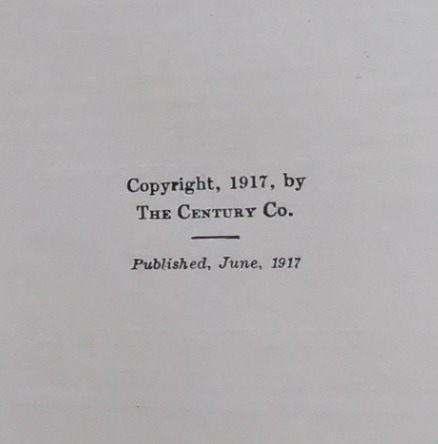 Copyright, 1917, by
THE CENTURY CO.
Published, June, 1917